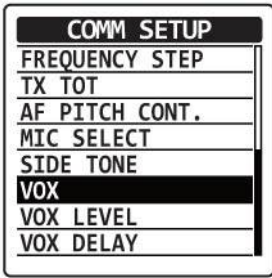 COMM SETUP
FREQUENCY STEP
TX TOT
AF PITCH CONT.
MIC SELECT
SIDE TONE
VOX
VOX LEVEL
VOX DELAY